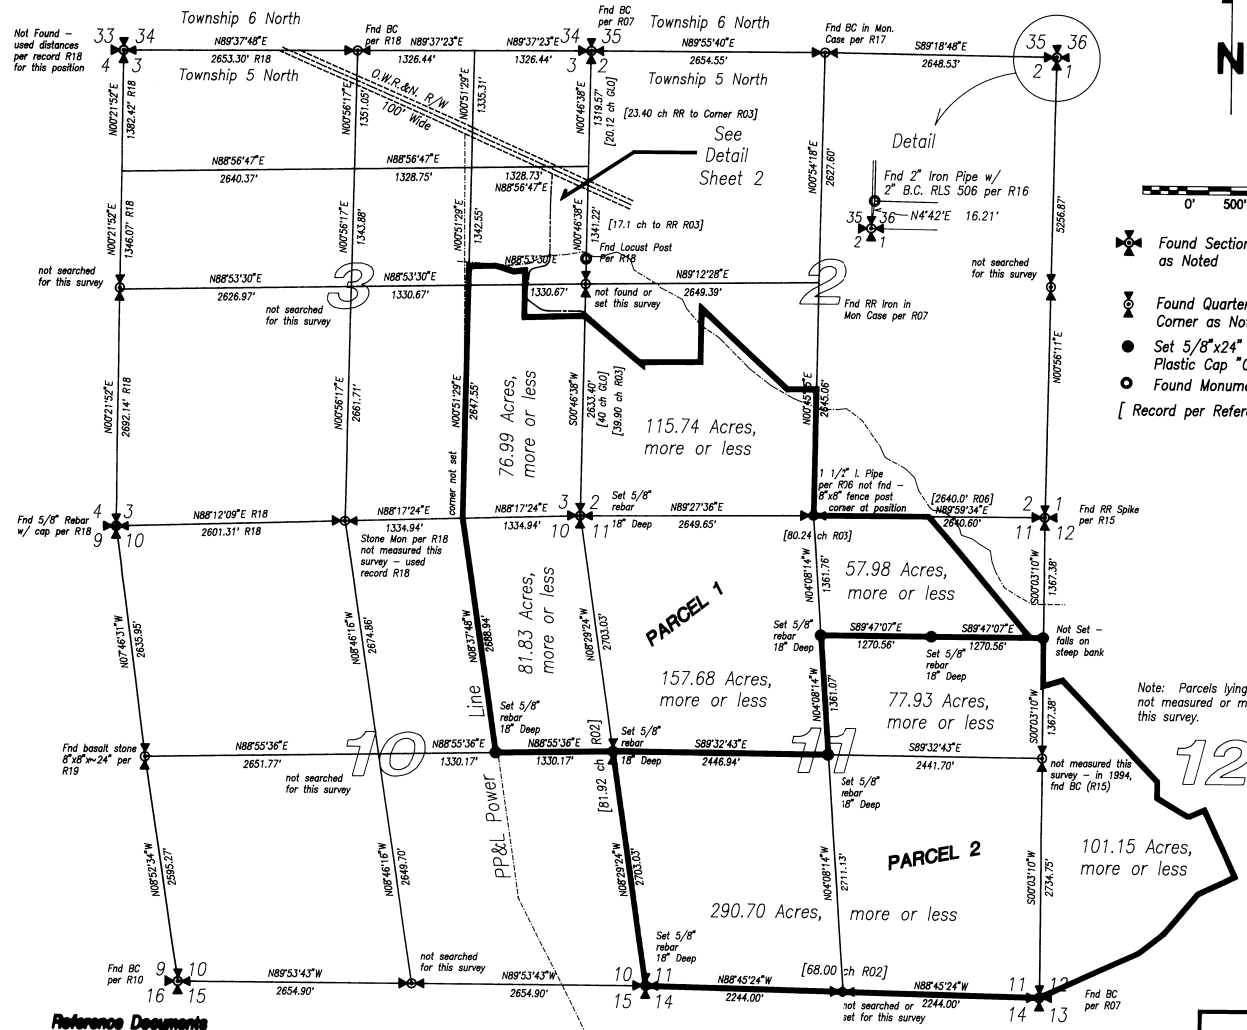 Township 6 North
Township 6 North
Not Found –
used distances
per record R18
for this position
33 34
4 3
N89°37'48"E
2653.30' R18
Fnd BC
per R18
N89°37'23"E
1326.44'
N89°37'23"E
1326.44'
Fnd BC
per R07
34 35
3 2
N89°55'40"E
2654.55'
Fnd BC in Mon.
Case per R17
S89°18'48"E
2648.53'
35 36
2 1
N
Township 5 North
Township 5 North
O.W.R.&N. R/W
100' Wide
N00°21'52"E
1382.42' R18
N00°56'17"E
1351.05'
N00°51'29"E
1335.31'
N00°46'38"E
1319.57'
[20.12 ch GLO]
[23.40 ch RR to Corner R03]
See
Detail
Sheet 2
N00°54'18"E
2627.60'
Detail
Fnd 2" Iron Pipe w/
2" B.C. RLS 506 per R16
N4°42'E 16.21'
35 36
2 1
5256.87'
N00°56'11"E
0' 500'
N88°56'47"E
2640.37'
N88°56'47"E
1328.75'
1328.73'
N88°56'47"E
N00°21'52"E
1346.07' R18
N00°56'17"E
1343.88'
N00°51'29"E
1342.55'
N00°46'38"E
1341.22'
[17.1 ch to RR R03]
Fnd Locust Post
Per R18
not searched
for this survey
N88°53'30"E
2626.97'
not searched
for this survey
3
N88°53'30"E
1330.67'
N88°53'30"E
1330.67'
not found or
set this survey
N89°12'28"E
2649.39'
2
Fnd RR Iron in
Mon Case per R07
not searched
for this survey
Found Section
as Noted
Found Quarter
Corner as Not
Set 5/8"x24"
Plastic Cap "C
Found Monume
[ Record per Refere
N00°21'52"E
2692.14' R18
N00°56'17"E
2661.71'
N00°51'29"E
2647.55'
corner not set
76.99 Acres,
more or less
S00°46'38"W
2633.40'
[40 ch GLO]
[39.90 ch R03]
115.74 Acres,
more or less
2645.06'
1 1/2" I. Pipe
per R06 not fnd –
8"x8" fence post
corner at position
Fnd 5/8" Rebar
w/ cap per R18
4 3
9 10
N88°12'09"E R18
2601.31' R18
N88°17'24"E
1334.94'
N88°17'24"E
1334.94'
3 2
10 11
Set 5/8"
rebar
18" Deep
N89°27'36"E
2649.65'
[80.24 ch R03]
[2640.0' R06]
N89°59'34"E
2640.60'
2 1
11 12
Fnd RR Spike
per R15
Stone Mon per R18
not measured this
survey – used
record R18
N07°46'31"W
2635.95'
N08°46'16"W
2674.86'
N08°37'48"W
2688.94'
81.83 Acres,
more or less
N08°29'24"W
2703.03'
PARCEL 1
157.68 Acres,
more or less
N04°08'14"W
1361.76'
57.98 Acres,
more or less
S00°03'10"W
1367.38'
Set 5/8"
rebar
18" Deep
S89°47'07"E
1270.56'
Set 5/8"
rebar
18" Deep
S89°47'07"E
1270.56'
Not Set –
falls on
steep bank
N04°08'14"W
1361.07'
77.93 Acres,
more or less
S00°03'10"W
1367.38'
Note: Parcels lying
not measured or m
this survey.
Fnd basalt stone
8"x8"x~24" per
R19
N88°55'36"E
2651.77'
not searched
for this survey
10
N88°55'36"E
1330.17'
Set 5/8"
rebar
18" Deep
N88°55'36"E
1330.17'
Set 5/8"
rebar
18" Deep
S89°32'43"E
2446.94'
11
Set 5/8"
rebar
18" Deep
S89°32'43"E
2441.70'
not measured this
survey – in 1994,
fnd BC (R15)
12
PP&L Power Line
[81.92 ch R02]
N08°52'34"W
2595.27'
N08°46'16"W
2649.70'
N08°29'24"W
2703.03'
N04°08'14"W
2711.13'
PARCEL 2
S00°03'10"W
2734.75'
101.15 Acres,
more or less
290.70 Acres, more or less
Fnd BC
per R10
9 10
16 15
N89°53'43"W
2654.90'
not searched
for this survey
N89°53'43"W
2654.90'
Set 5/8"
rebar
18" Deep
10 11
15 14
N88°45'24"W
2244.00'
[68.00 ch R02]
not searched or
set for this survey
N88°45'24"W
2244.00'
11 12
14 13
Fnd BC
per R07
Reference Documents